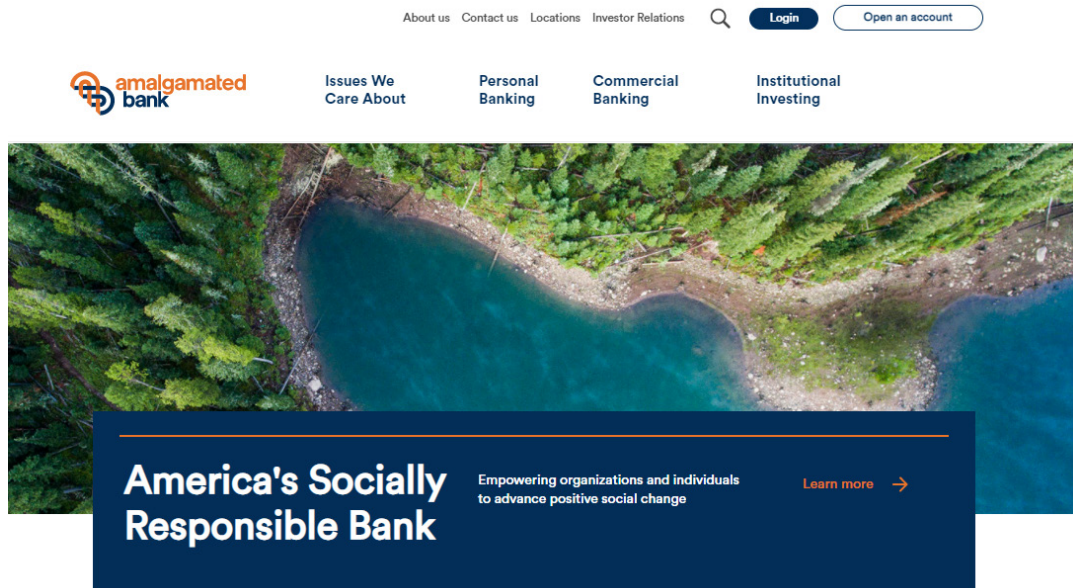 About us Contact us Locations Investor Relations Login Open an account
amalgamated
bank
Issues We
Care About
Personal
Banking
Commercial
Banking
Institutional
Investing
America's Socially
Responsible Bank
Empowering organizations and individuals
to advance positive social change
Learn more